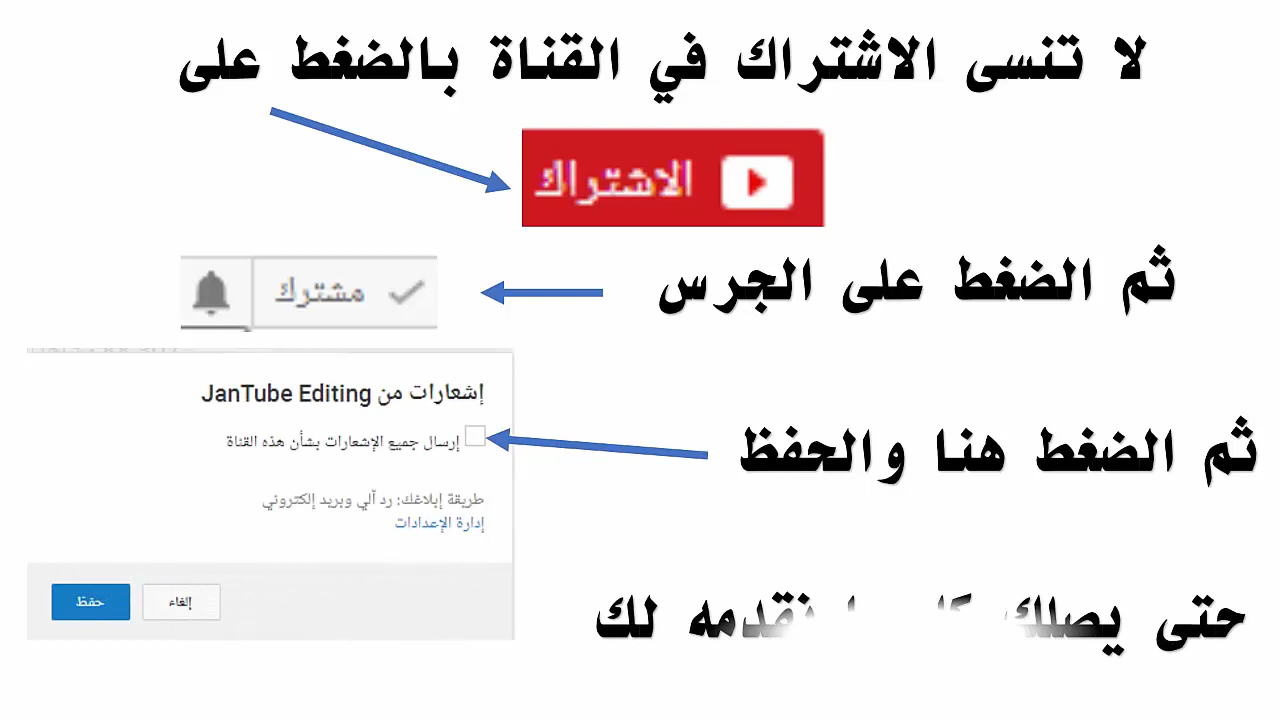 لا تنسى الاشتراك في القناة بالضغط على
الاشتراك
ثم الضغط على الجرس
مشترك
إشعارات من JanTube Editing
إرسال جميع الإشعارات بشأن هذه القناة
ثم الضغط هنا والحفظ
طريقة إبلاغك: رد آلي وبريد إلكتروني
إدارة الإعدادات
إلغاء
حفظ
حتى يصلك نقدمه لك